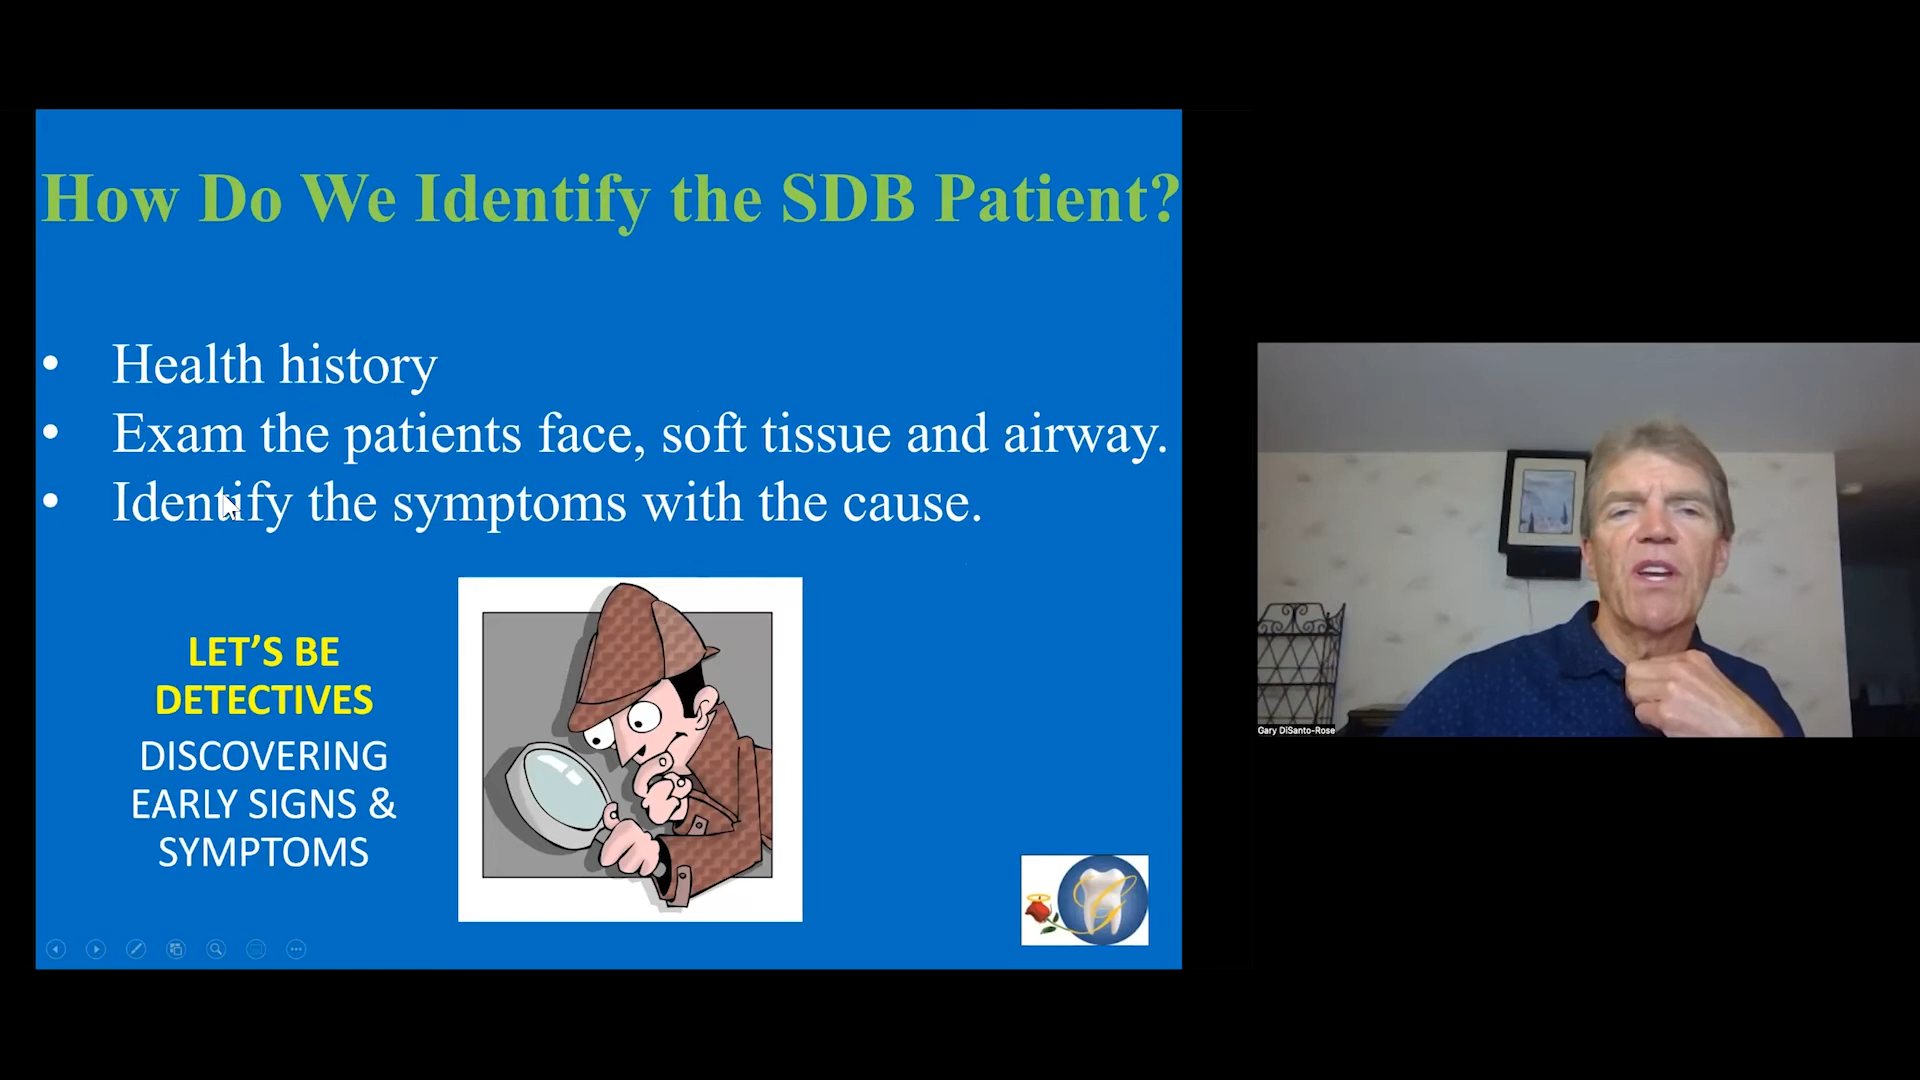 How Do We Identify the SDB Patient?
• Health history
• Exam the patients face, soft tissue and airway.
• Identify the symptoms with the cause.
LET’S BE
DETECTIVES
DISCOVERING
EARLY SIGNS &
SYMPTOMS
G
Gary DiSanto-Rose